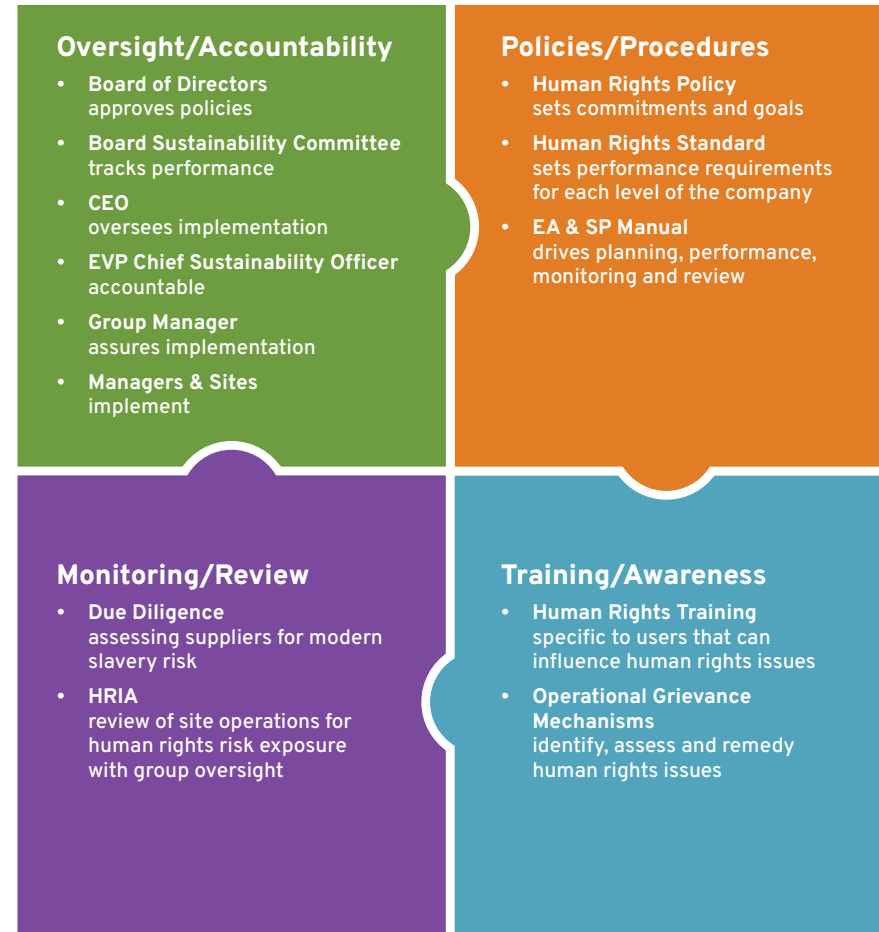 Oversight/Accountability
• Board of Directors
approves policies
• Board Sustainability Committee
tracks performance
• CEO
oversees implementation
• EVP Chief Sustainability Officer
accountable
• Group Manager
assures implementation
• Managers & Sites
implement
Policies/Procedures
• Human Rights Policy
sets commitments and goals
• Human Rights Standard
sets performance requirements
for each level of the company
• EA & SP Manual
drives planning, performance,
monitoring and review
Monitoring/Review
• Due Diligence
assessing suppliers for modern
slavery risk
• HRIA
review of site operations for
human rights risk exposure
with group oversight
Training/Awareness
• Human Rights Training
specific to users that can
influence human rights issues
• Operational Grievance
Mechanisms
identify, assess and remedy
human rights issues